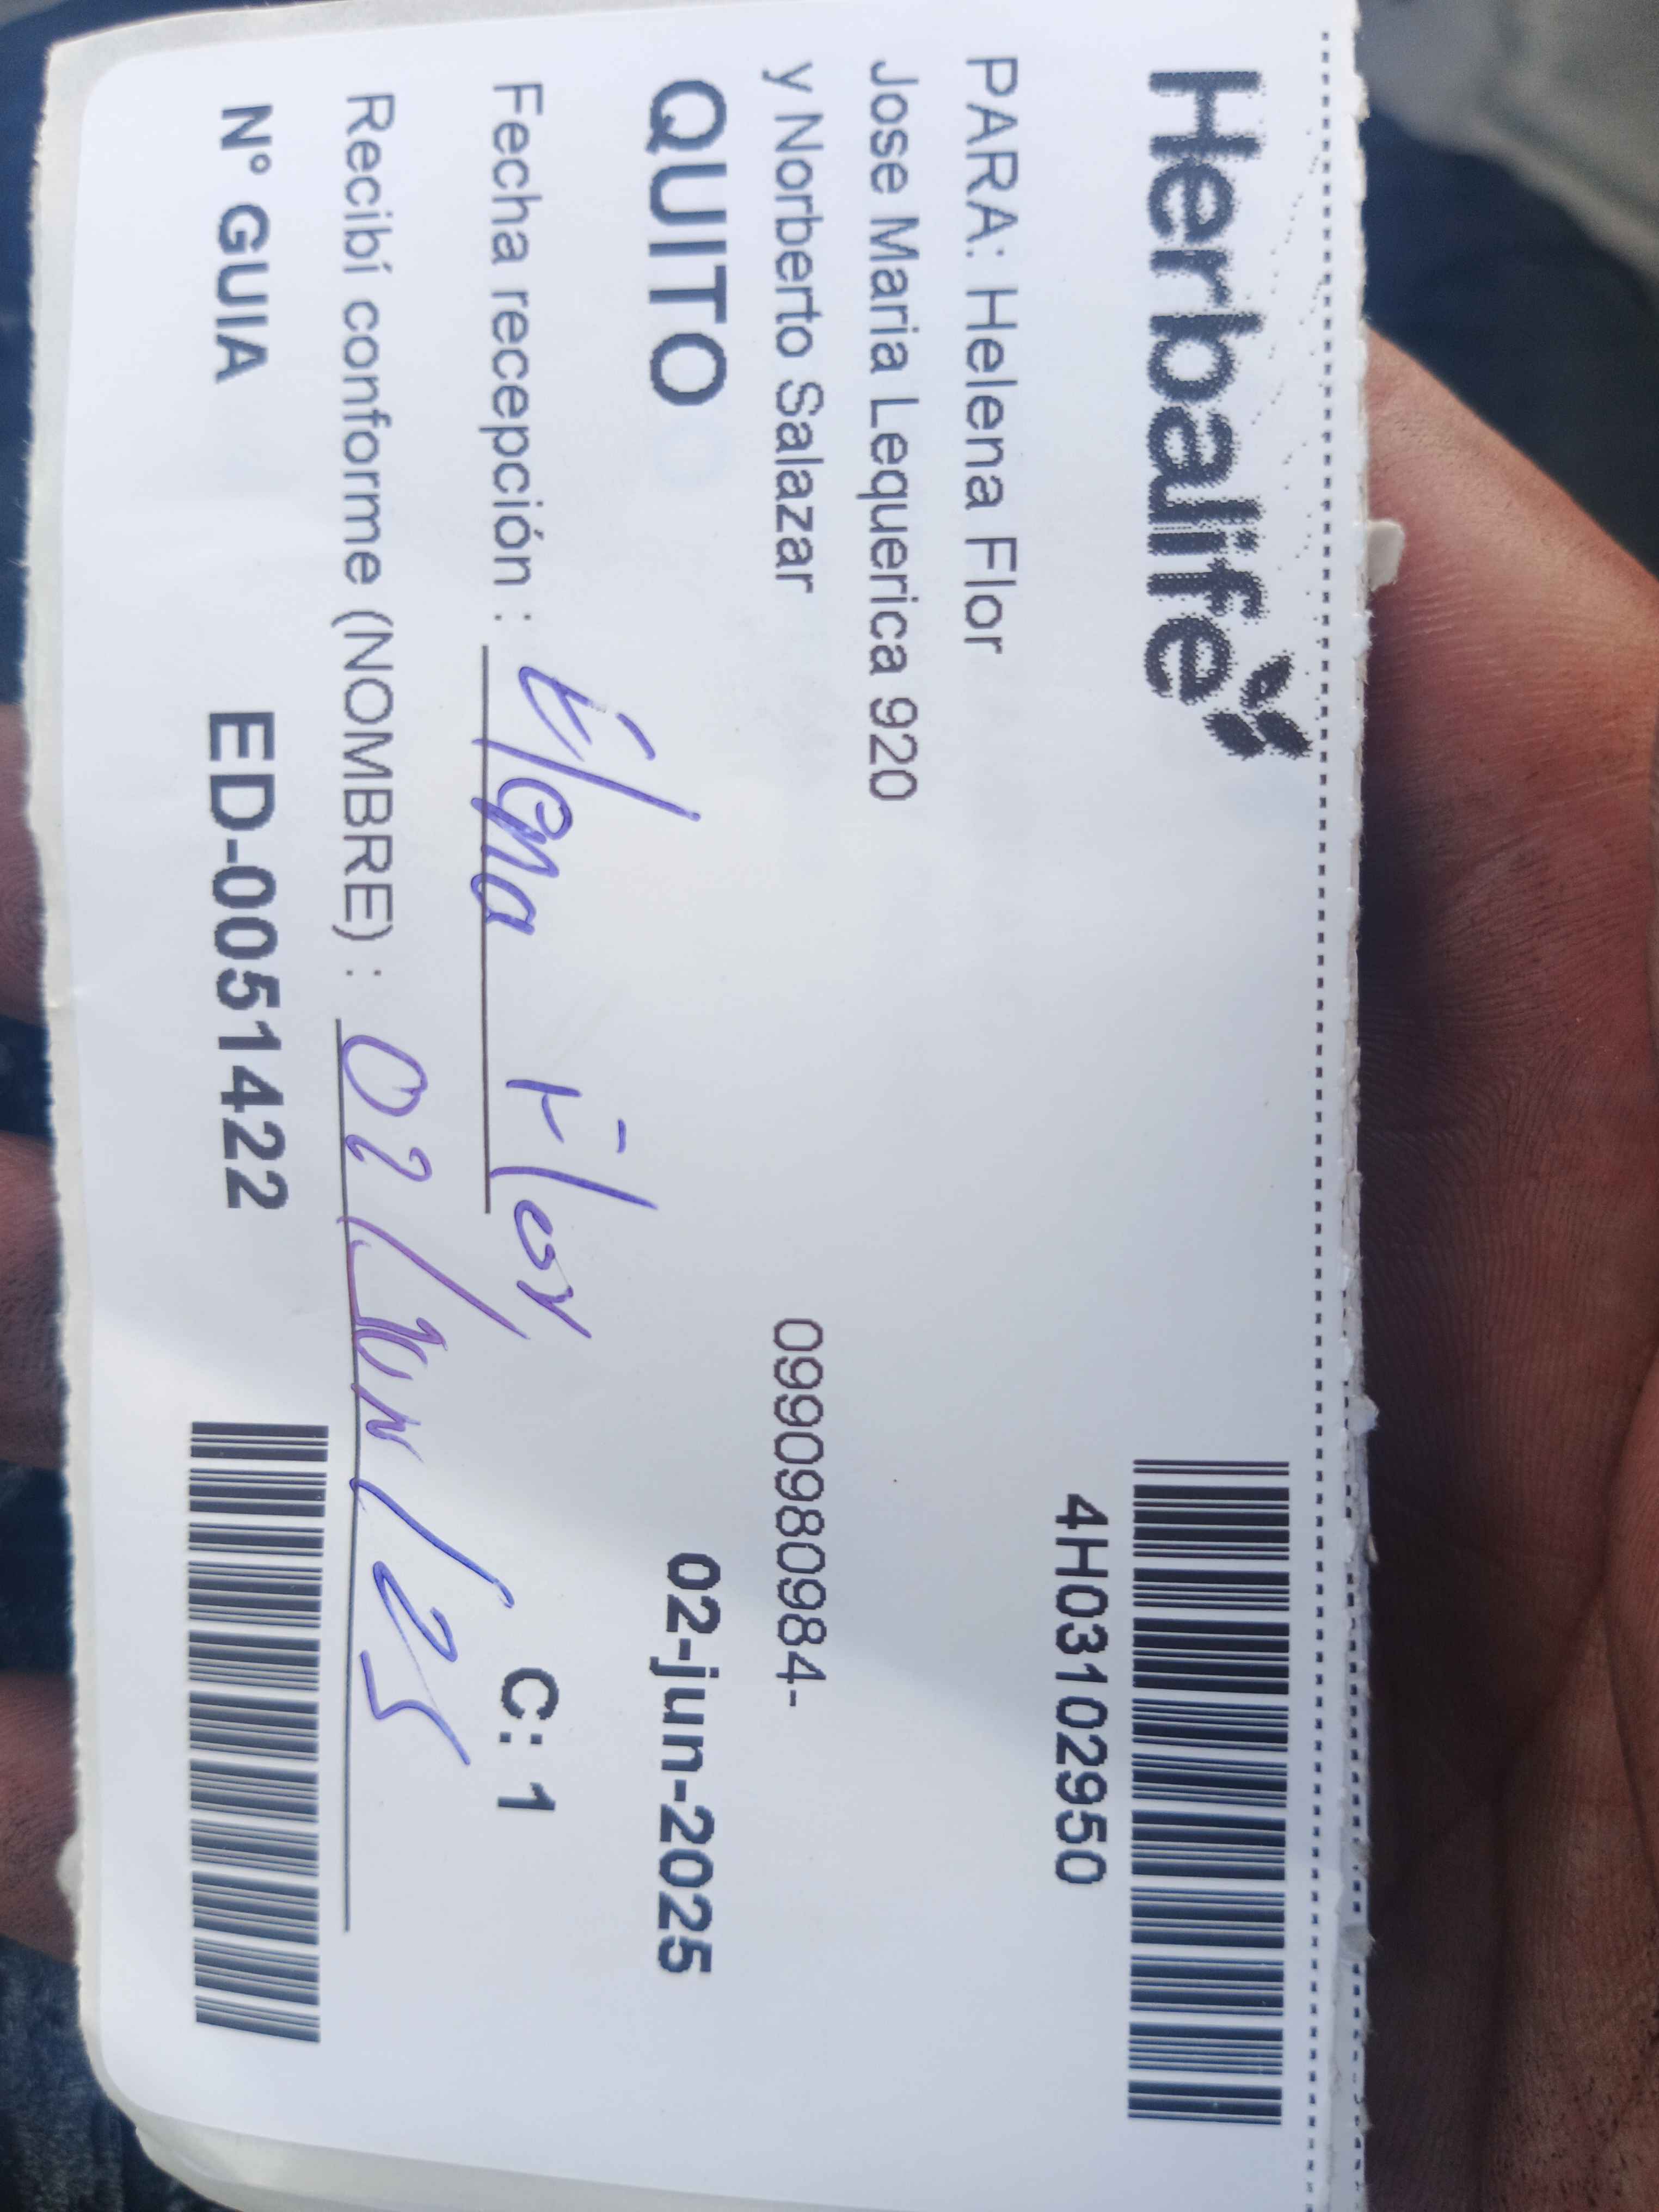 Herbalife
4H03102950
PARA: Helena Flor
Jose Maria Lequerica 920
y Norberto Salazar 0990980984-
QUITO 02-jun-2025
Fecha recepción : Elena Flor C: 1
Recibí conforme (NOMBRE) : 02/Jun/25
N° GUIA ED-0051422